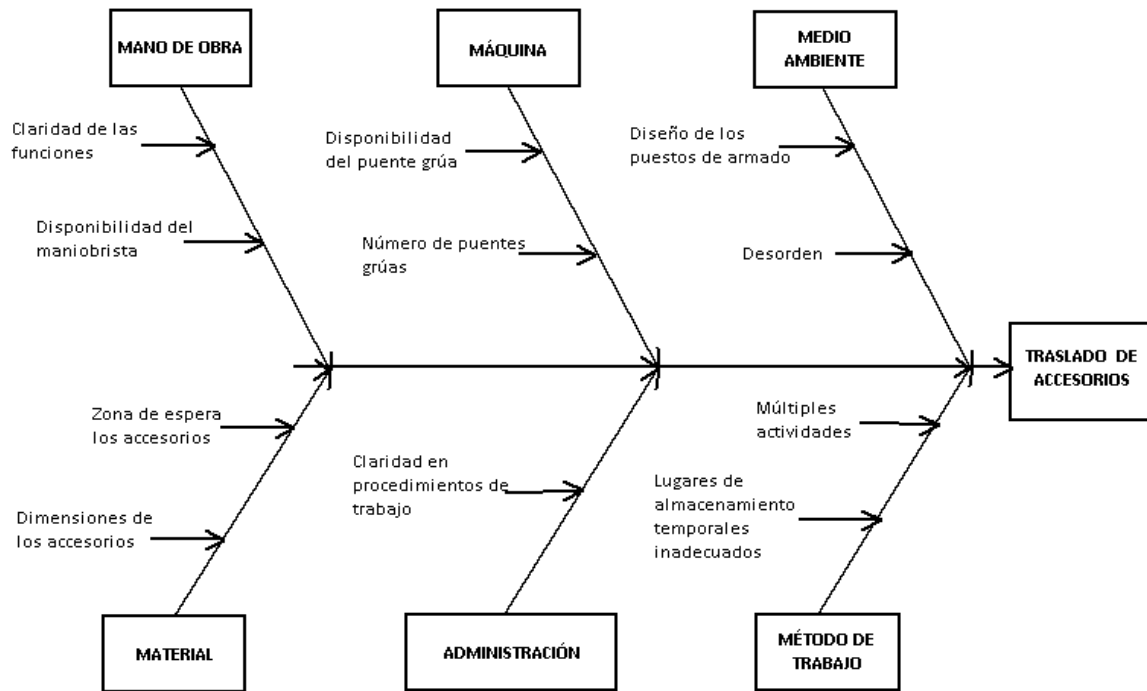 MANO DE OBRA
MÁQUINA
MEDIO
AMBIENTE
Claridad de las
funciones
Disponibilidad
del puente grúa
Diseño de los
puestos de armado
Disponibilidad del
maniobrista
Número de puentes
grúas
Desorden
TRASLADO DE
ACCESORIOS
Zona de espera
los accesorios
Múltiples
actividades
Claridad en
procedimientos de
trabajo
Lugares de
almacenamiento
temporales
inadecuados
Dimensiones de
los accesorios
MATERIAL
ADMINISTRACIÓN
MÉTODO DE
TRABAJO